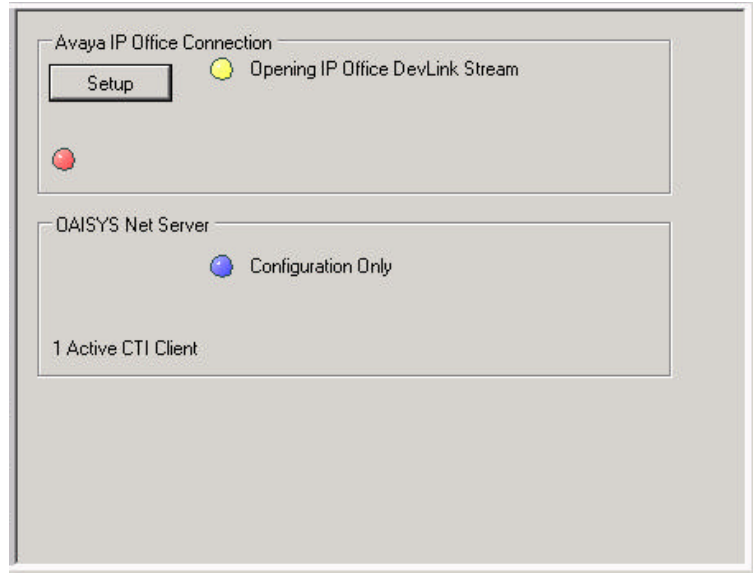 Avaya IP Office Connection
Setup
Opening IP Office DevLink Stream
OAISYS Net Server
Configuration Only
1 Active CTI Client